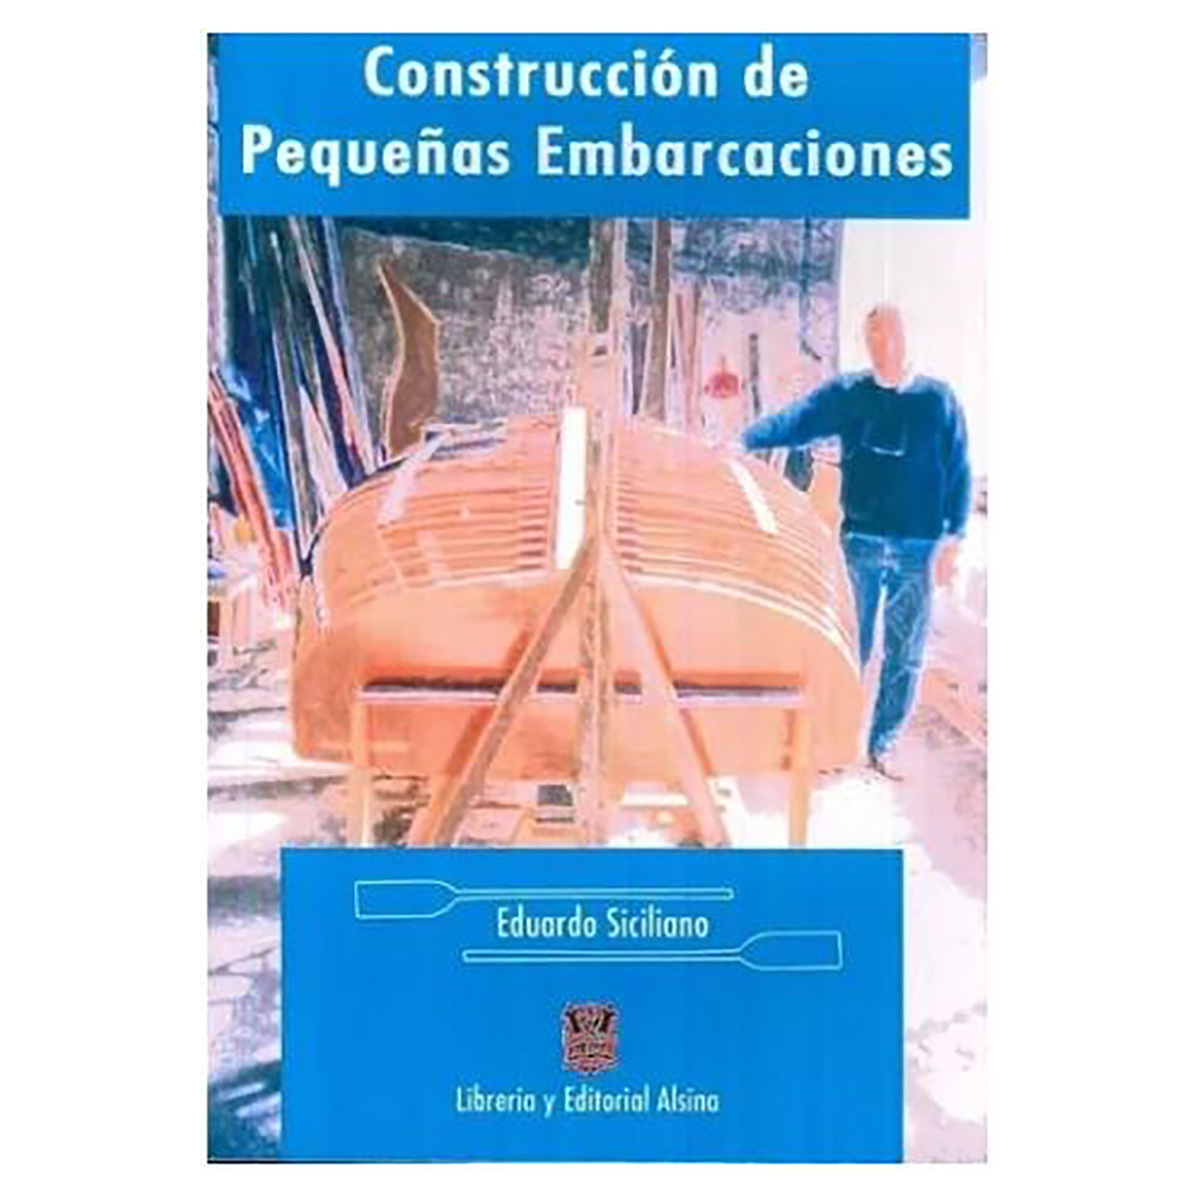 Construcción de
Pequeñas Embarcaciones
Eduardo Siciliano
Libreria y Editorial Alsina